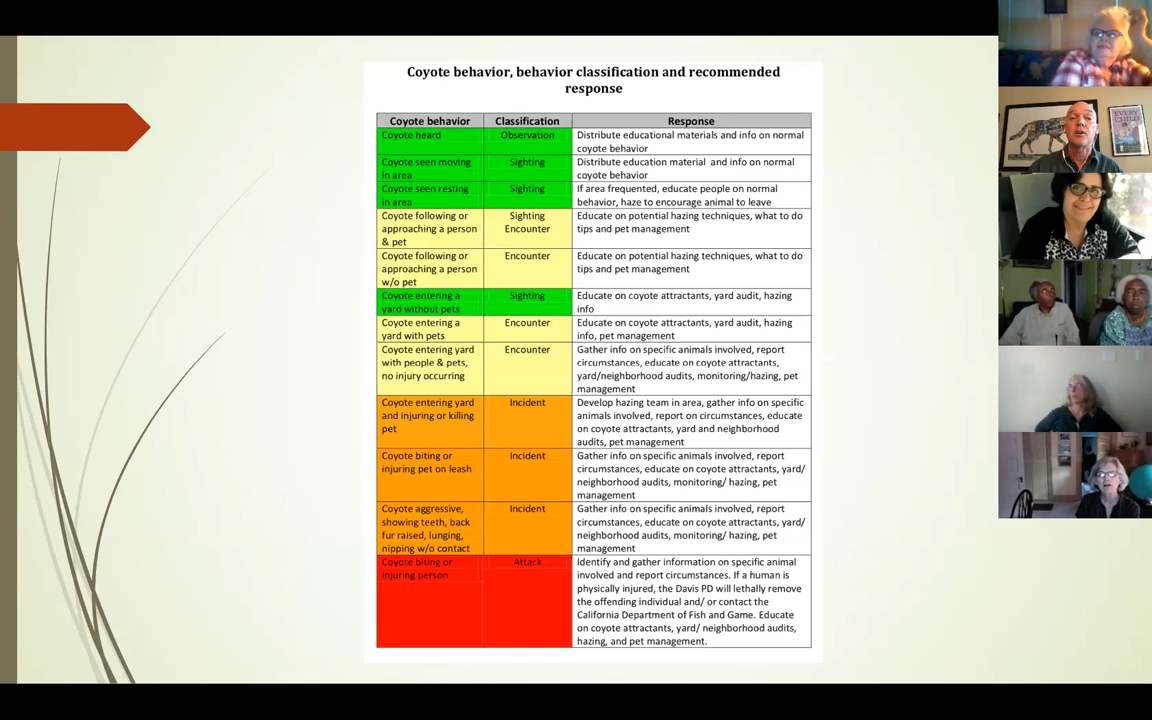 Coyote behavior, behavior classification and recommended
response
Coyote behavior Classification Response
Coyote heard Observation Distribute educational materials and info on normal
coyote behavior
Coyote seen moving Sighting Distribute education material and info on normal
in area coyote behavior
Coyote seen resting Sighting If area frequented, educate people on normal
in area behavior, haze to encourage animal to leave
Coyote following or Sighting Educate on potential hazing techniques, what to do
approaching a person Encounter tips and pet management
& pet
Coyote following or Encounter Educate on potential hazing techniques, what to do
approaching a person tips and pet management
w/o pet
Coyote entering a Sighting Educate on coyote attractants, yard audit, hazing
yard without pets info
Coyote entering a Encounter Educate on coyote attractants, yard audit, hazing
yard with pets info, pet management
Coyote entering yard Encounter Gather info on specific animals involved, report
with people & pets, circumstances, educate on coyote attractants,
no injury occurring yard/neighborhood audits, monitoring/hazing, pet
management
Coyote entering yard Incident Develop hazing team in area, gather info on specific
and injuring or killing animals involved, report on circumstances, educate
pet on coyote attractants, yard and neighborhood
audits, pet management
Coyote biting or Incident Gather info on specific animals involved, report
injuring pet on leash circumstances, educate on coyote attractants, yard/
neighborhood audits, monitoring/ hazing, pet
management
Coyote aggressive, Incident Gather info on specific animals involved, report
showing teeth, back circumstances, educate on coyote attractants, yard/
fur raised, lunging, neighborhood audits, monitoring/ hazing, pet
nipping w/o contact management
Coyote biting or Attack Identify and gather information on specific animal
injuring person involved and report circumstances. If a human is
physically injured, the Davis PD will lethally remove
the offending individual and/ or contact the
California Department of Fish and Game. Educate
on coyote attractants, yard/ neighborhood audits,
hazing, and pet management.
EVERY
CHILD